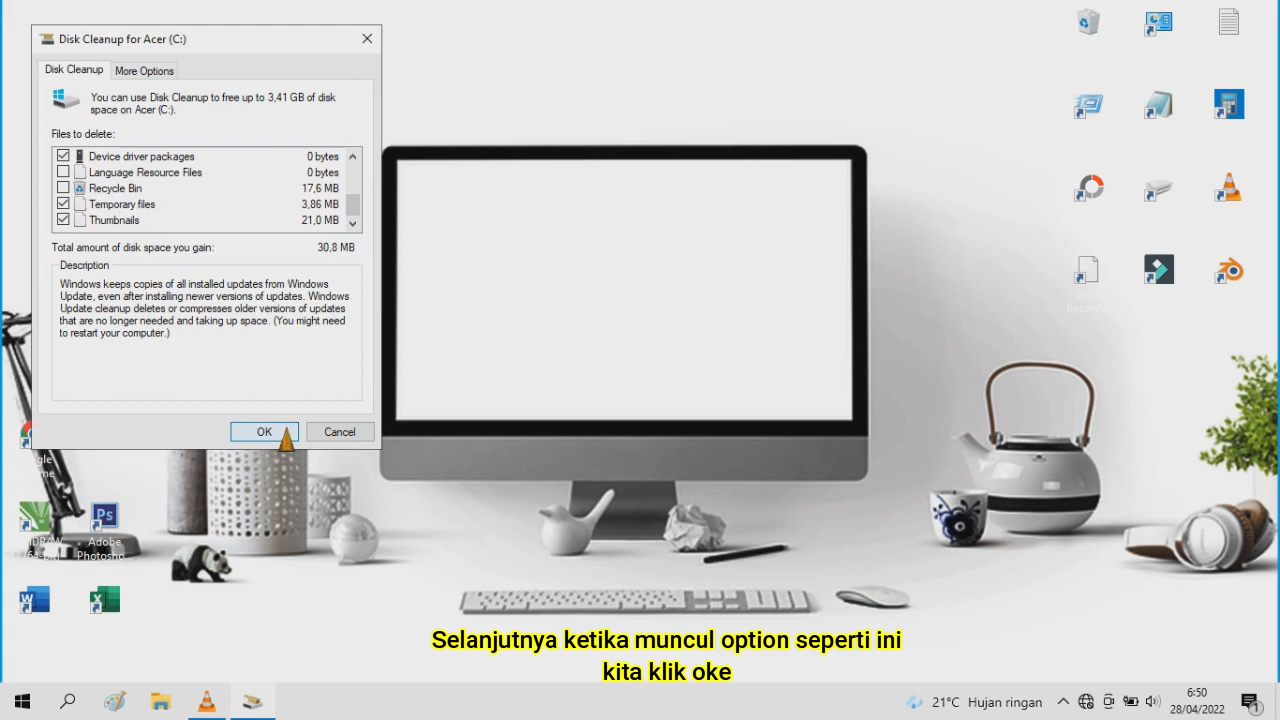 Disk Cleanup for Acer (C:)
Disk Cleanup
More Options
You can use Disk Cleanup to free up to 3,41 GB of disk
space on Acer (C:).
Files to delete:
Device driver packages 0 bytes
Language Resource Files 0 bytes
Recycle Bin 17,6 MB
Temporary files 3,86 MB
Thumbnails 21,0 MB
Total amount of disk space you gain: 30,8 MB
Description
Windows keeps copies of all installed updates from Windows
Update, even after installing newer versions of updates. Windows
Update cleanup deletes or compresses older versions of updates
that are no longer needed and taking up space. (You might need
to restart your computer.)
OK
Cancel
Ps
Adobe
Photosho...
W
X
Selanjutnya ketika muncul option seperti ini
kita klik oke
21°C Hujan ringan
6:50
28/04/2022
1